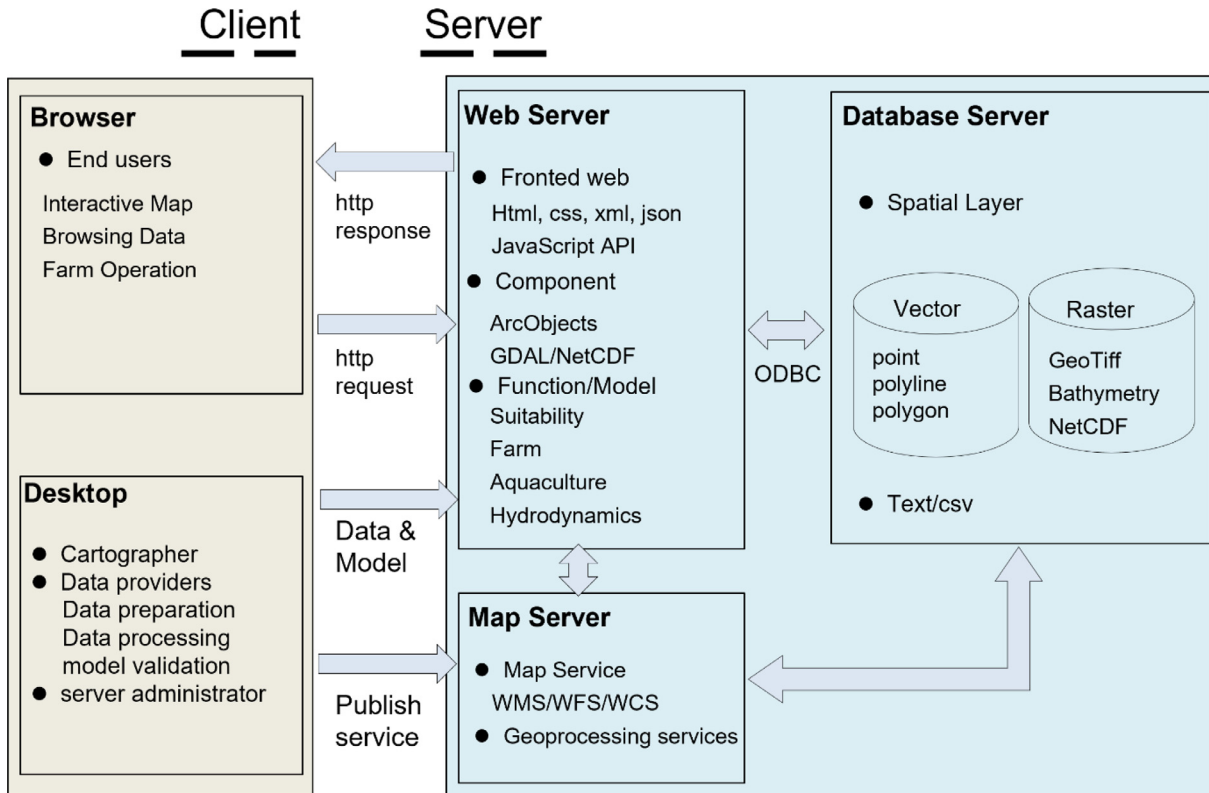 Client
Server
Browser
End users
Interactive Map
Browsing Data
Farm Operation
Desktop
Cartographer
Data providers
Data preparation
Data processing
model validation
server administrator
http
response
http
request
Data &
Model
Publish
service
Web Server
Fronted web
Html, css, xml, json
JavaScript API
Component
ArcObjects
GDAL/NetCDF
Function/Model
Suitability
Farm
Aquaculture
Hydrodynamics
Map Server
Map Service
WMS/WFS/WCS
Geoprocessing services
ODBC
Database Server
Spatial Layer
Vector
point
polyline
polygon
Raster
GeoTiff
Bathymetry
NetCDF
Text/csv